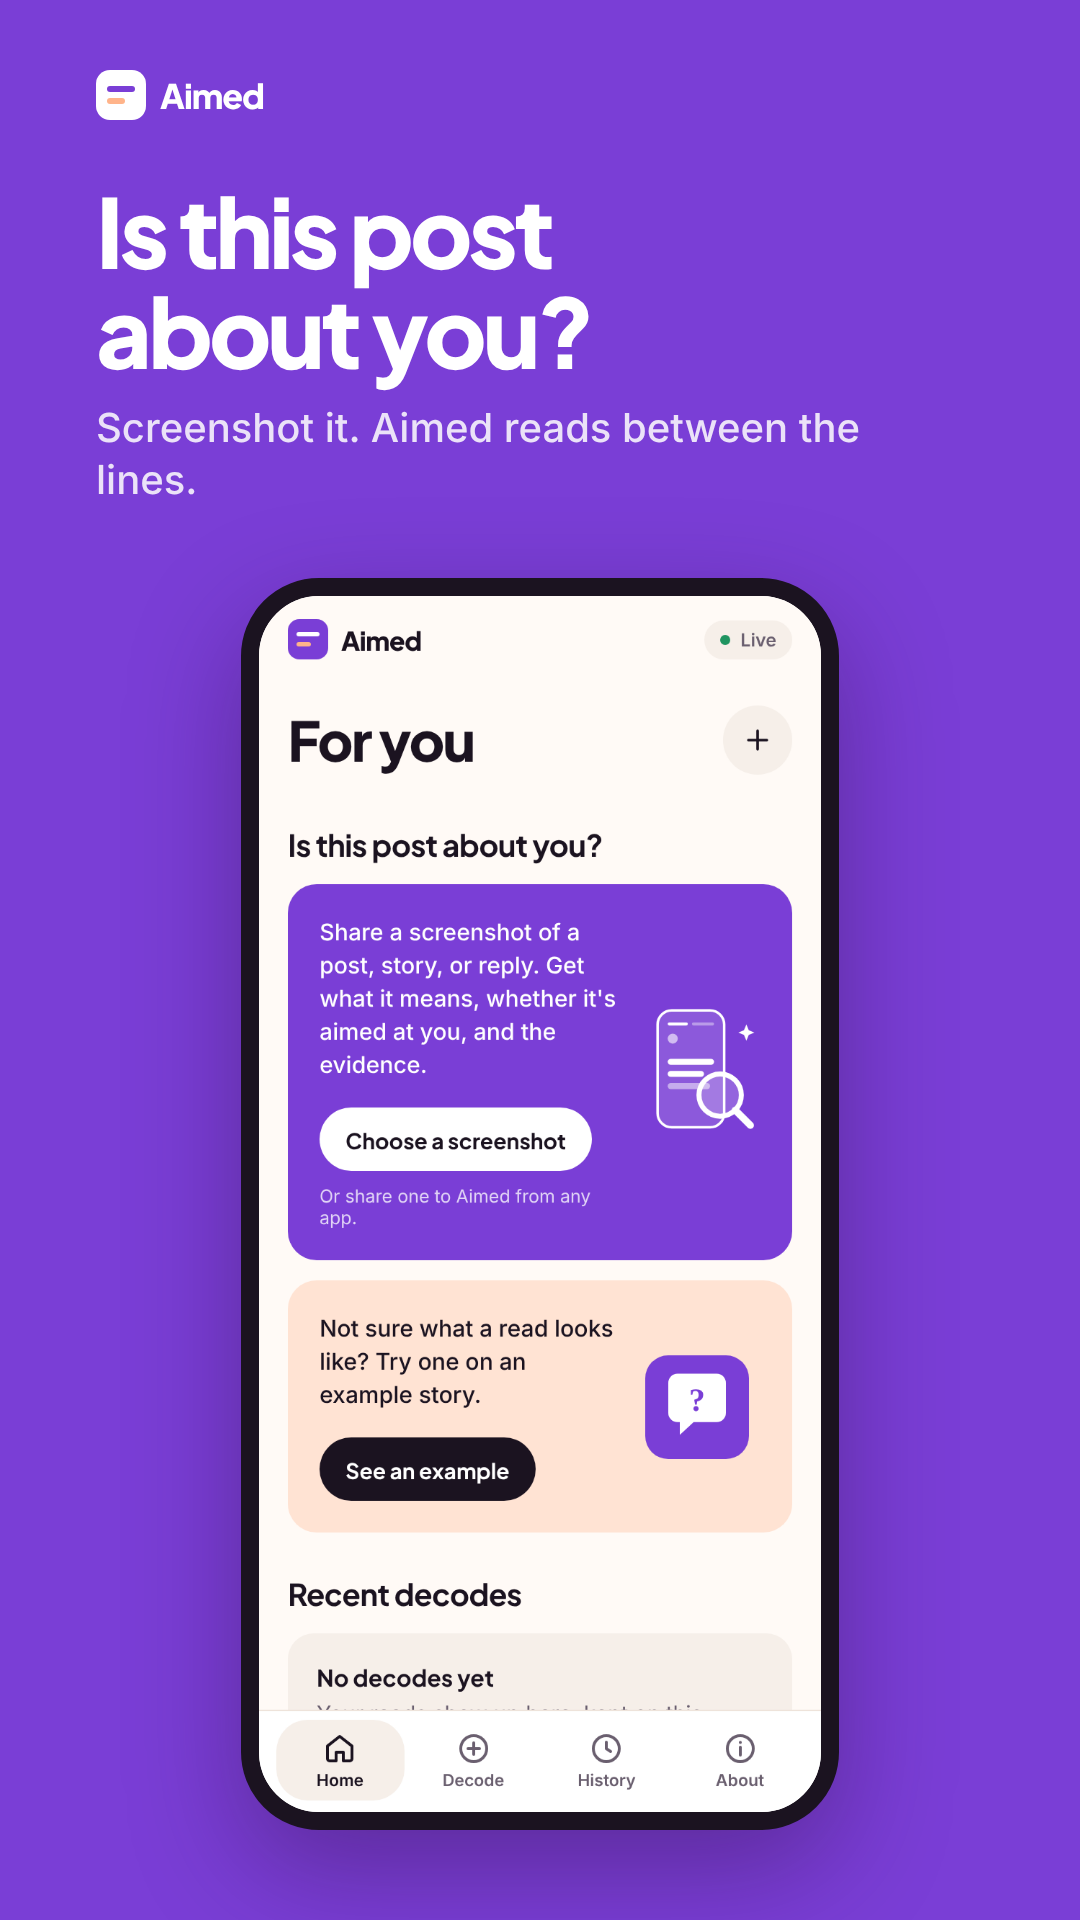 Aimed
Is this post
about you?
Screenshot it. Aimed reads between the
lines.
Aimed
Live
For you
Is this post about you?
Share a screenshot of a
post, story, or reply. Get
what it means, whether it's
aimed at you, and the
evidence.
Choose a screenshot
Or share one to Aimed from any
app.
Not sure what a read looks
like? Try one on an
example story.
?
See an example
Recent decodes
No decodes yet
Home
Decode
History
About